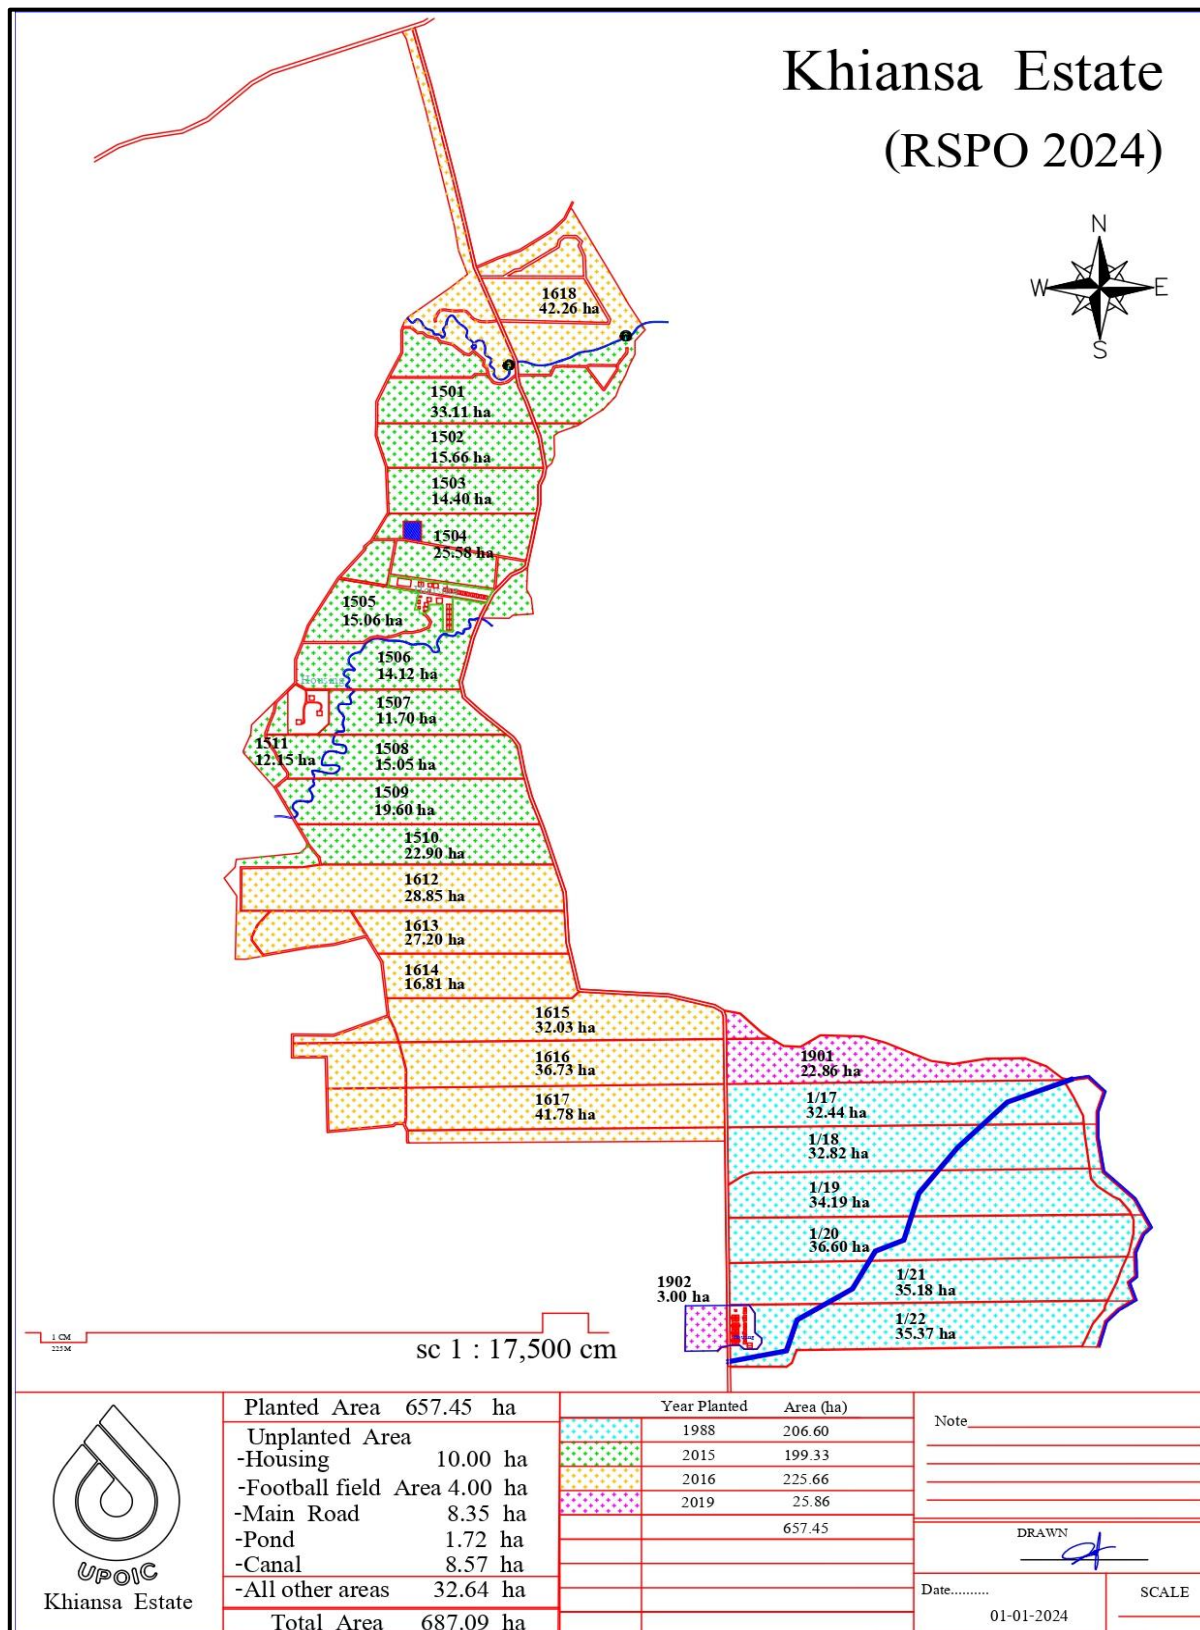 Khiansa Estate
(RSPO 2024)
N
W
E
S
1618
42.26 ha
1501
33.11 ha
1502
15.66 ha
1503
14.40 ha
1504
25.58 ha
1505
15.06 ha
1506
14.12 ha
Housing
1507
11.70 ha
1511
12.15 ha
1508
15.05 ha
1509
19.60 ha
1510
22.90 ha
1612
28.85 ha
1613
27.20 ha
1614
16.81 ha
1615
32.03 ha
1616
36.73 ha
1617
41.78 ha
1901
22.86 ha
1/17
32.44 ha
1/18
32.82 ha
1/19
34.19 ha
1/20
36.60 ha
1/21
35.18 ha
1/22
35.37 ha
1902
3.00 ha
1 CM
225M
sc 1 : 17,500 cm
UPOIC
Khiansa Estate
Planted Area 657.45 ha
Unplanted Area
-Housing 10.00 ha
-Football field Area 4.00 ha
-Main Road 8.35 ha
-Pond 1.72 ha
-Canal 8.57 ha
-All other areas 32.64 ha
Total Area 687.09 ha
Year Planted Area (ha)
1988 206.60
2015 199.33
2016 225.66
2019 25.86
657.45
Note
DRAWN
Date..........
01-01-2024
SCALE